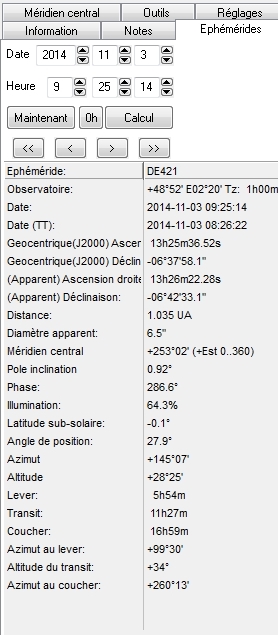 Méridien central Outils Réglages
Information Notes Ephémérides
Date 2014 11 3
Heure 9 25 14
Maintenant 0h Calcul
<< < > >>
Ephéméride: DE421
Observatoire: +48°52' E02°20' Tz: 1h00m
Date: 2014-11-03 09:25:14
Date (TT): 2014-11-03 08:26:22
Geocentrique(J2000) Ascer 13h25m36.52s
Geocentrique(J2000) Déclin -06°37'58.1"
(Apparent) Ascension droite 13h26m22.28s
(Apparent) Déclinaison: -06°42'33.1"
Distance: 1.035 UA
Diamètre apparent: 6.5"
Méridien central +253°02' (+Est 0..360)
Pole inclination 0.92°
Phase: 286.6°
Illumination: 64.3%
Latitude sub-solaire: -0.1°
Angle de position: 27.9°
Azimut +145°07'
Altitude +28°25'
Lever: 5h54m
Transit: 11h27m
Coucher: 16h59m
Azimut au lever: +99°30'
Altitude du transit: +34°
Azimut au coucher: +260°13'